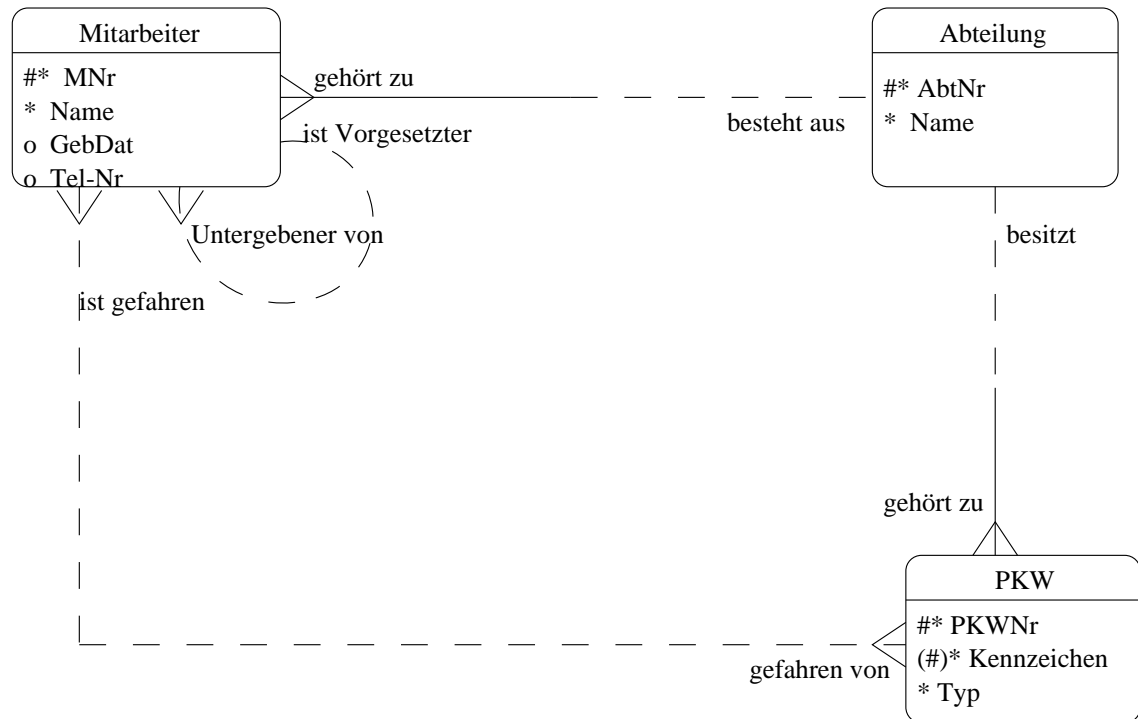 Mitarbeiter
#* MNr
* Name
o GebDat
o Tel-Nr
gehört zu
besteht aus
Abteilung
#* AbtNr
* Name
ist Vorgesetzter
Untergebener von
ist gefahren
besitzt
gehört zu
gefahren von
PKW
#* PKWNr
(#)* Kennzeichen
* Typ